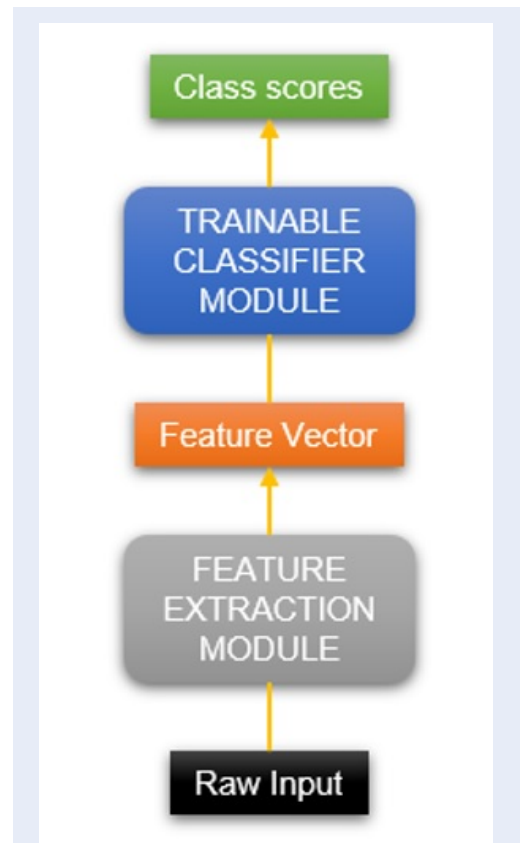 Class scores
TRAINABLE
CLASSIFIER
MODULE
Feature Vector
FEATURE
EXTRACTION
MODULE
Raw Input